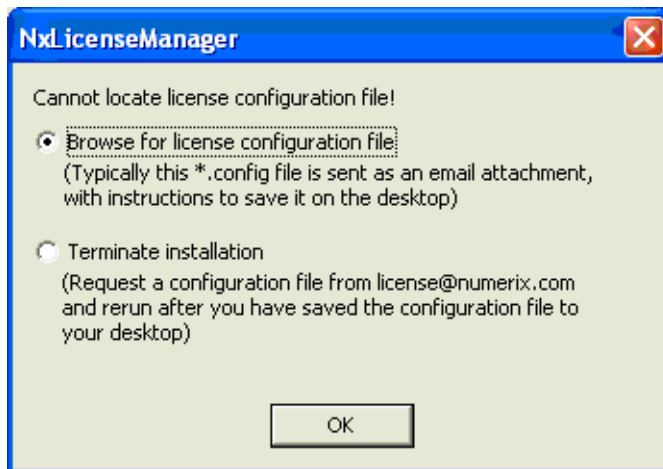 NxLicenseManager
Cannot locate license configuration file!
Browse for license configuration file
(Typically this *.config file is sent as an email attachment,
with instructions to save it on the desktop)
Terminate installation
(Request a configuration file from license@numerix.com
and rerun after you have saved the configuration file to
your desktop)
OK